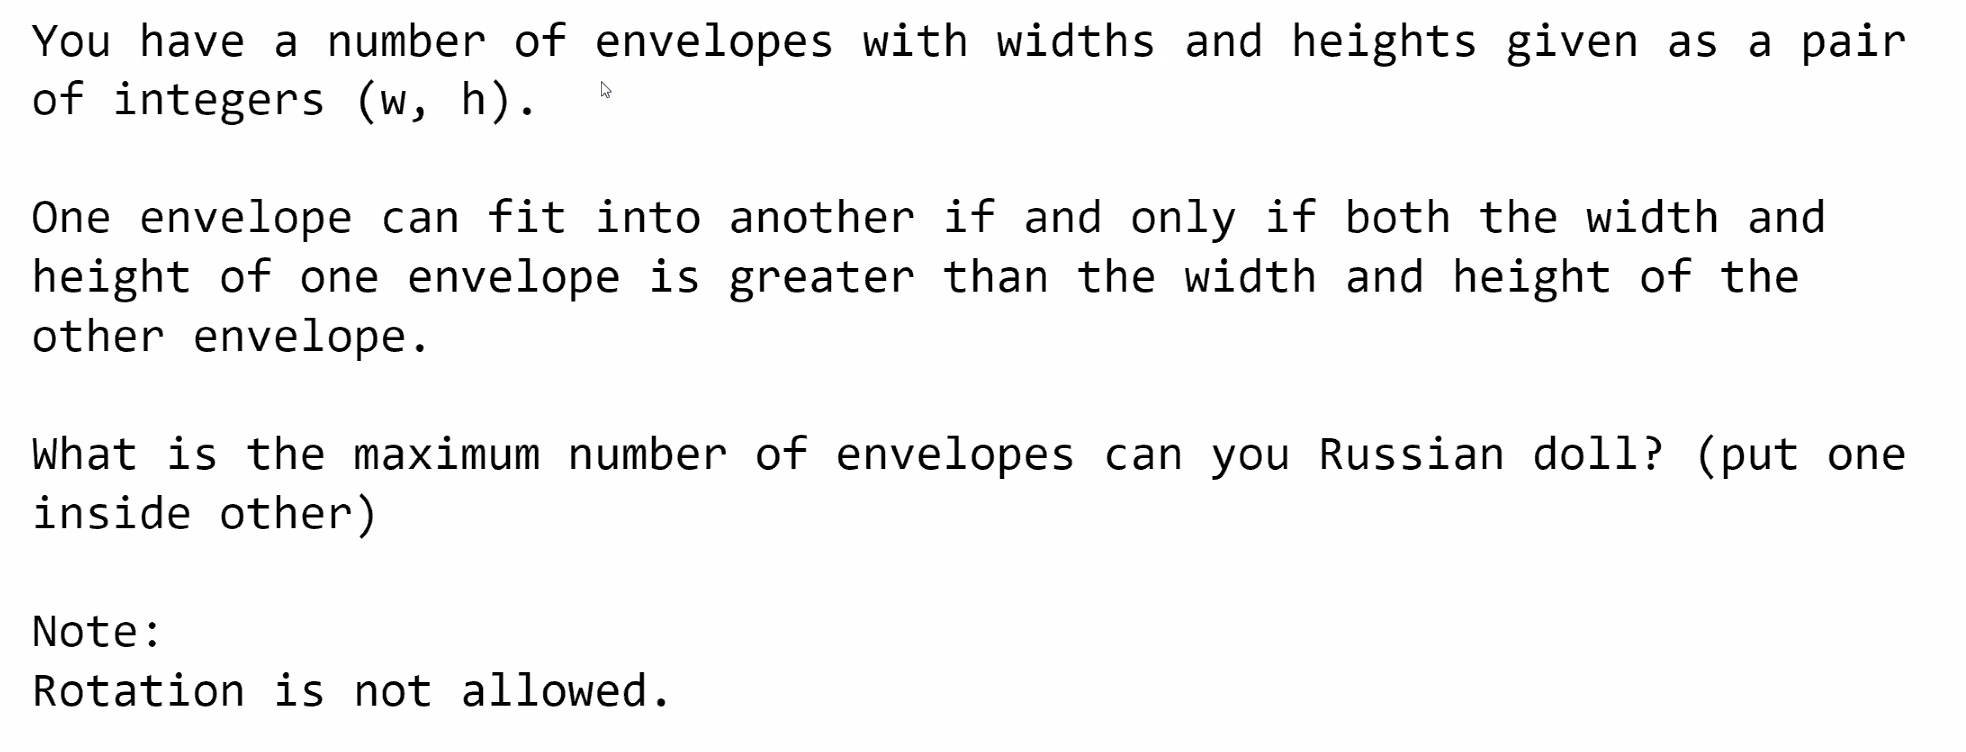 You have a number of envelopes with widths and heights given as a pair
of integers (w, h).
One envelope can fit into another if and only if both the width and
height of one envelope is greater than the width and height of the
other envelope.
What is the maximum number of envelopes can you Russian doll? (put one
inside other)
Note:
Rotation is not allowed.